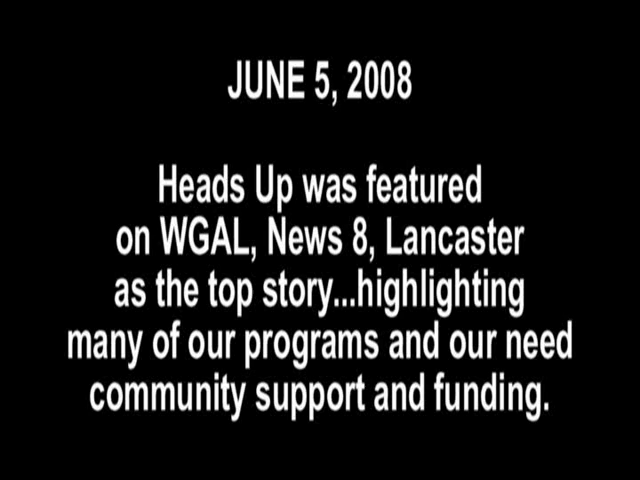 JUNE 5, 2008
Heads Up was featured
on WGAL, News 8, Lancaster
as the top story...highlighting
many of our programs and our need
community support and funding.